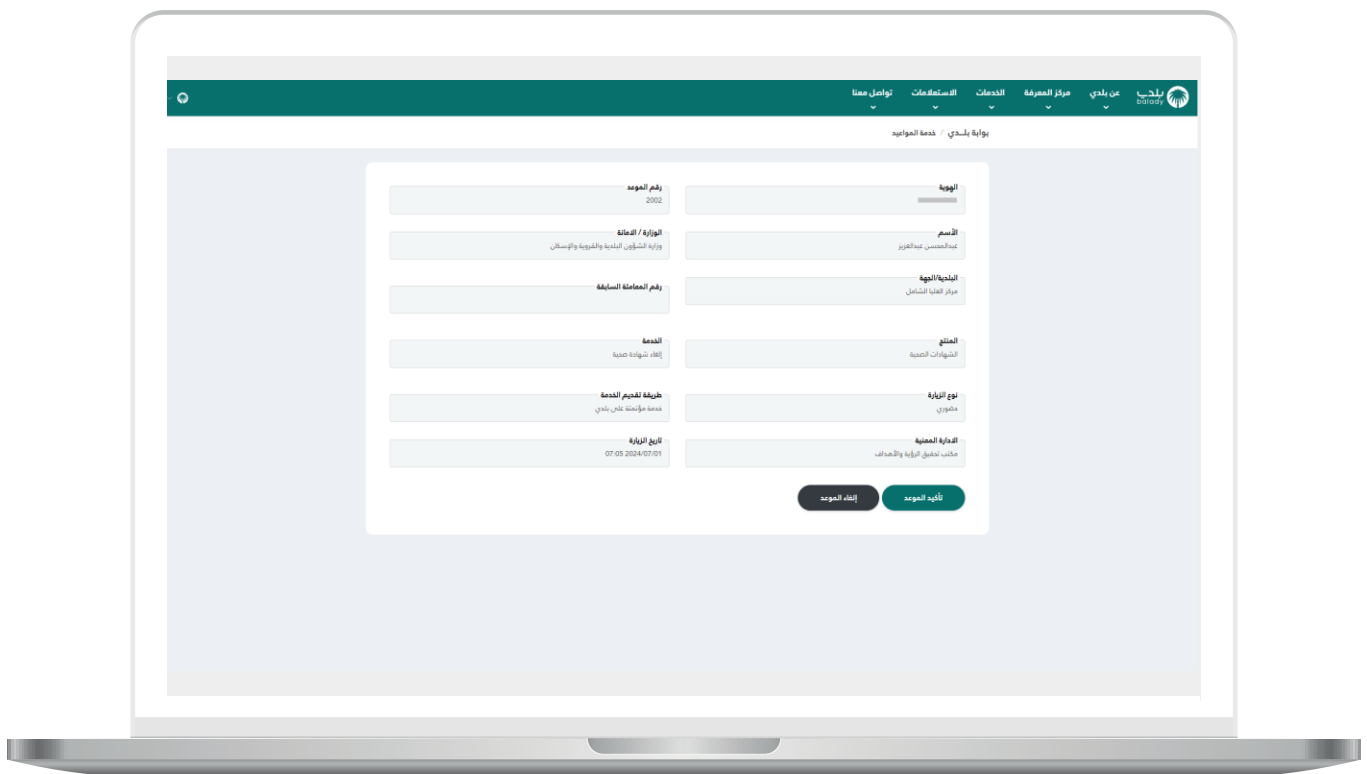 بلدي
balady
عن بلدي
مركز المعرفة
الخدمات
الاستعلامات
تواصل معنا
بوابة بلــدي / خدمة المواعيد
الهوية
رقم الموعد
2002
الأسم
عبدالمحسن عبدالعزيز
الوزارة / الامانة
وزارة الشؤون البلدية والقروية والإسكان
البلدية/الجهة
مركز العليا الشامل
رقم المعاملة السابقة
المنتج
الشهادات الصحية
الخدمة
إلغاء شهادة صحية
نوع الزيارة
حضوري
طريقة تقديم الخدمة
خدمة مؤتمتة على بلدي
الادارة المعنية
مكتب تحقيق الرؤية والأهداف
تاريخ الزيارة
2024/07/01 07:05
تأكيد الموعد
إلغاء الموعد